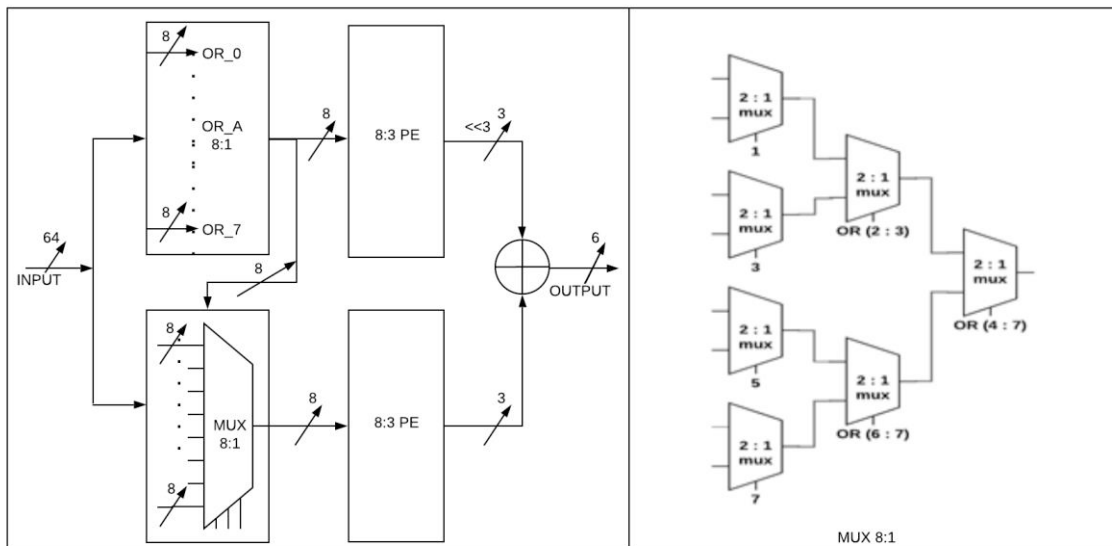 8
OR_0
OR_A
8:1
8
OR_7
64
INPUT
8
8:3 PE
<<3
3
8
6
OUTPUT
8
MUX
8:1
8
8
8:3 PE
3
2 : 1
mux
1
2 : 1
mux
3
2 : 1
mux
OR (2 : 3)
2 : 1
mux
OR (4 : 7)
2 : 1
mux
5
2 : 1
mux
OR (6 : 7)
2 : 1
mux
7
MUX 8:1